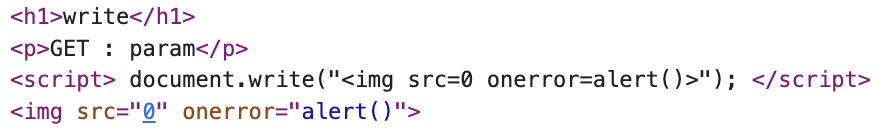 <h1>write</h1>
<p>GET : param</p>
<script> document.write("<img src=0 onerror=alert()>"); </script>
<img src="0" onerror="alert()">